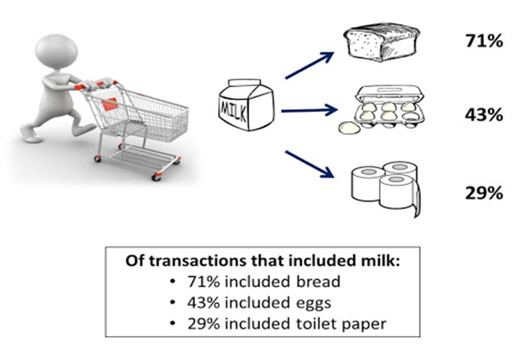 71%
MILK
43%
29%
Of transactions that included milk:
• 71% included bread
• 43% included eggs
• 29% included toilet paper